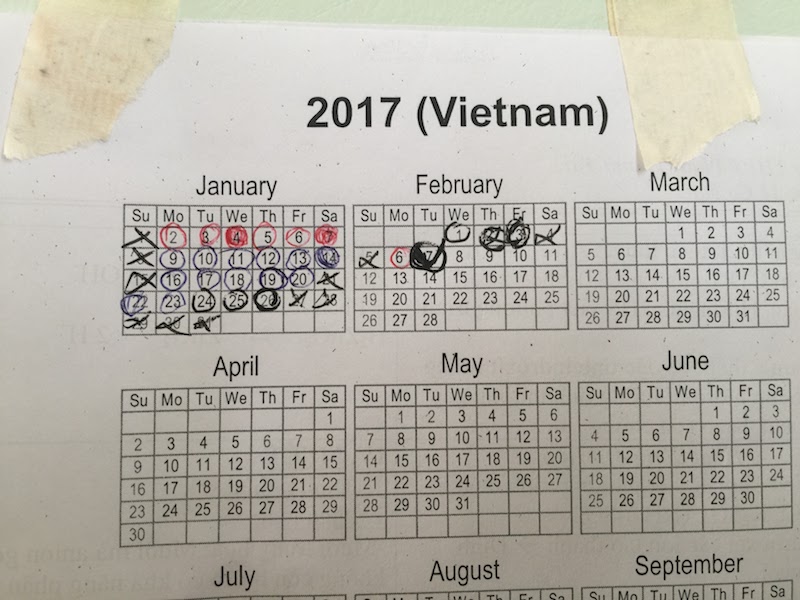 2017 (Vietnam)
January
Su Mo Tu We Th Fr Sa
2 3 4 5 6 7
9 10 11 12 13 14
15 16 17 18 19 20
22 23 24 25 26 27 28
29 30 31
February
Su Mo Tu We Th Fr Sa
2 3 4
5 6 7 8 9 10 11
12 13 14 15 16 17 18
19 20 21 22 23 24 25
26 27 28
March
Su Mo Tu We Th Fr Sa
1 2 3 4
5 6 7 8 9 10 11
12 13 14 15 16 17 18
19 20 21 22 23 24 25
26 27 28 29 30 31
April
Su Mo Tu We Th Fr Sa
1
2 3 4 5 6 7 8
9 10 11 12 13 14 15
16 17 18 19 20 21 22
23 24 25 26 27 28 29
30
May
Su Mo Tu We Th Fr Sa
1 2 3 4 5 6
7 8 9 10 11 12 13
14 15 16 17 18 19 20
21 22 23 24 25 26 27
28 29 30 31
June
Su Mo Tu We Th Fr Sa
1 2 3
4 5 6 7 8 9 10
11 12 13 14 15 16 17
18 19 20 21 22 23 24
25 26 27 28 29 30
July
August
September
Su Mo Tu We Th Fr Sa